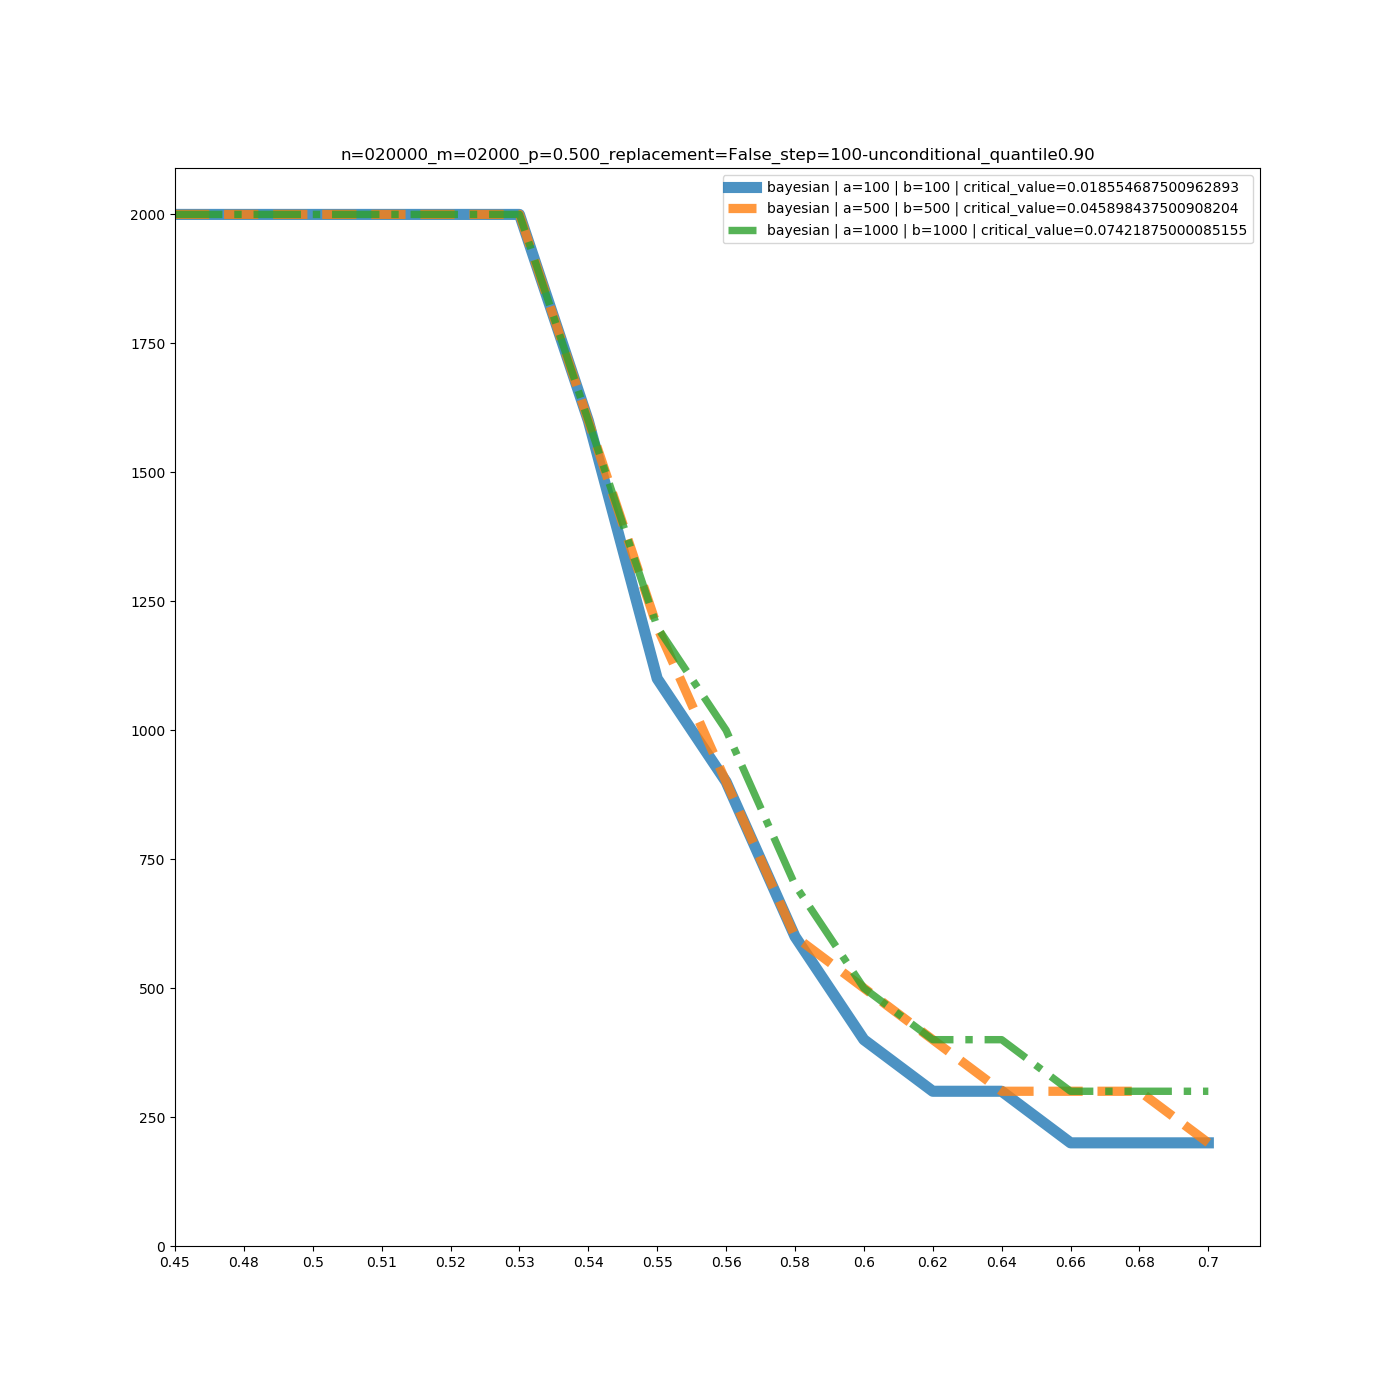 n=020000_m=02000_p=0.500_replacement=False_step=100-unconditional_quantile0.90
bayesian | a=100 | b=100 | critical_value=0.018554687500962893
bayesian | a=500 | b=500 | critical_value=0.045898437500908204
bayesian | a=1000 | b=1000 | critical_value=0.07421875000085155
2000
1750
1500
1250
1000
750
500
250
0
0.45 0.48 0.5 0.51 0.52 0.53 0.54 0.55 0.56 0.58 0.6 0.62 0.64 0.66 0.68 0.7